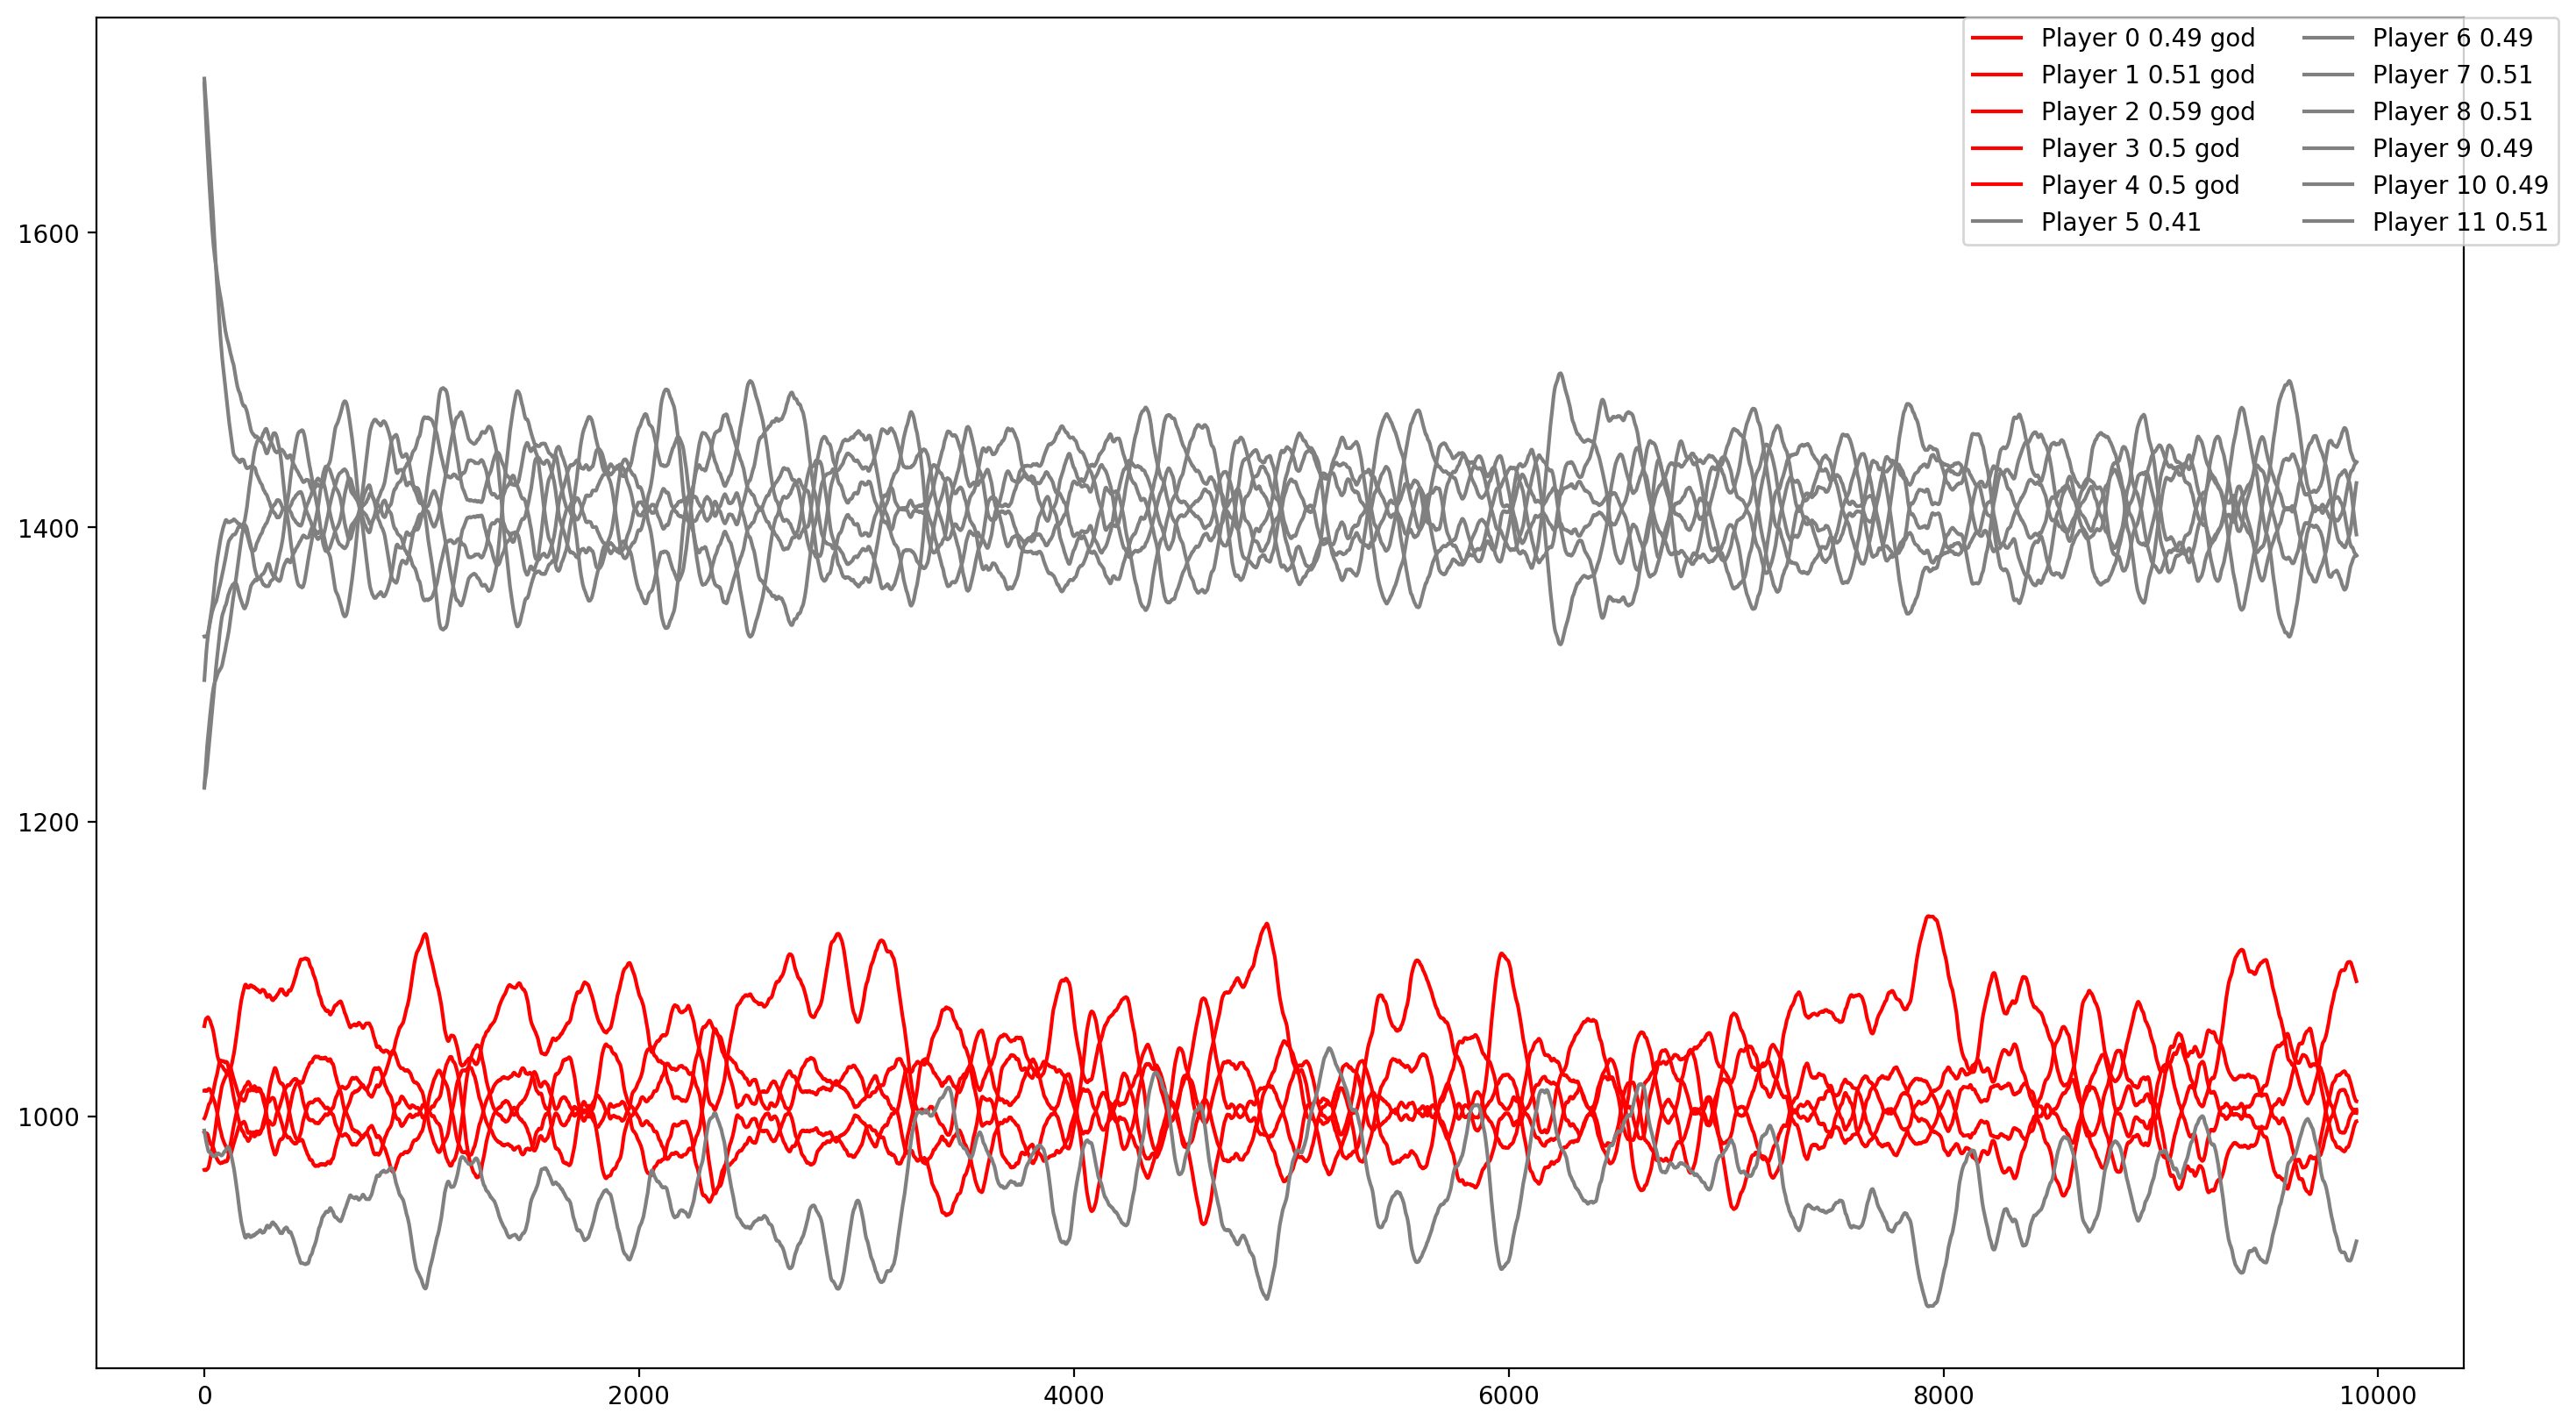 Player 0 0.49 god
Player 1 0.51 god
Player 2 0.59 god
Player 3 0.5 god
Player 4 0.5 god
Player 5 0.41
Player 6 0.49
Player 7 0.51
Player 8 0.51
Player 9 0.49
Player 10 0.49
Player 11 0.51
1600
1400
1200
1000
0 2000 4000 6000 8000 10000